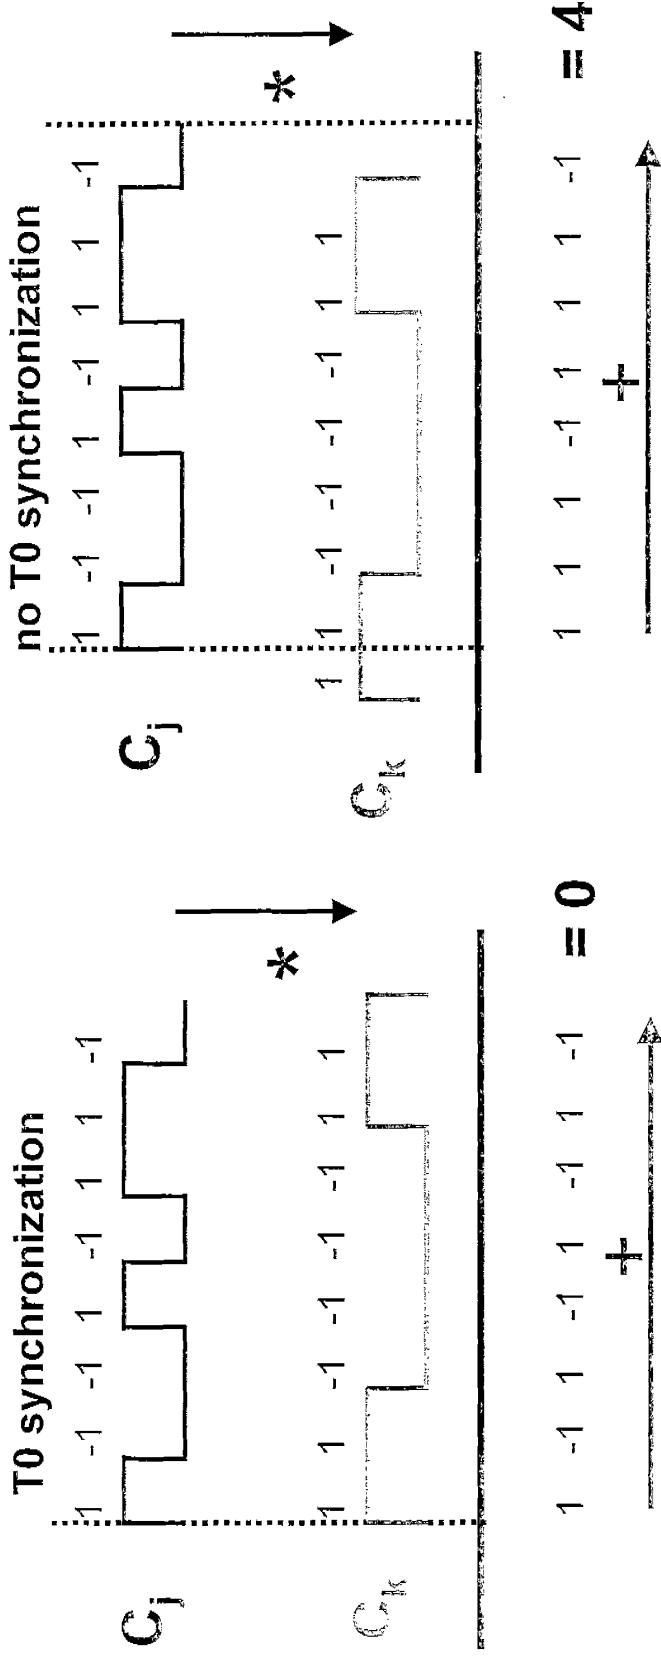 T0 synchronization
Cj 1 -1 -1 1 -1 1 1 -1
*
Ck 1 1 -1 -1 -1 -1 1 1
1 -1 1 -1 1 -1 1 -1 = 0
+
no T0 synchronization
Cj 1 -1 -1 1 -1 1 1 -1
*
Ck 1 1 -1 -1 -1 -1 1 1
1 1 1 -1 1 1 1 -1 = 4
+